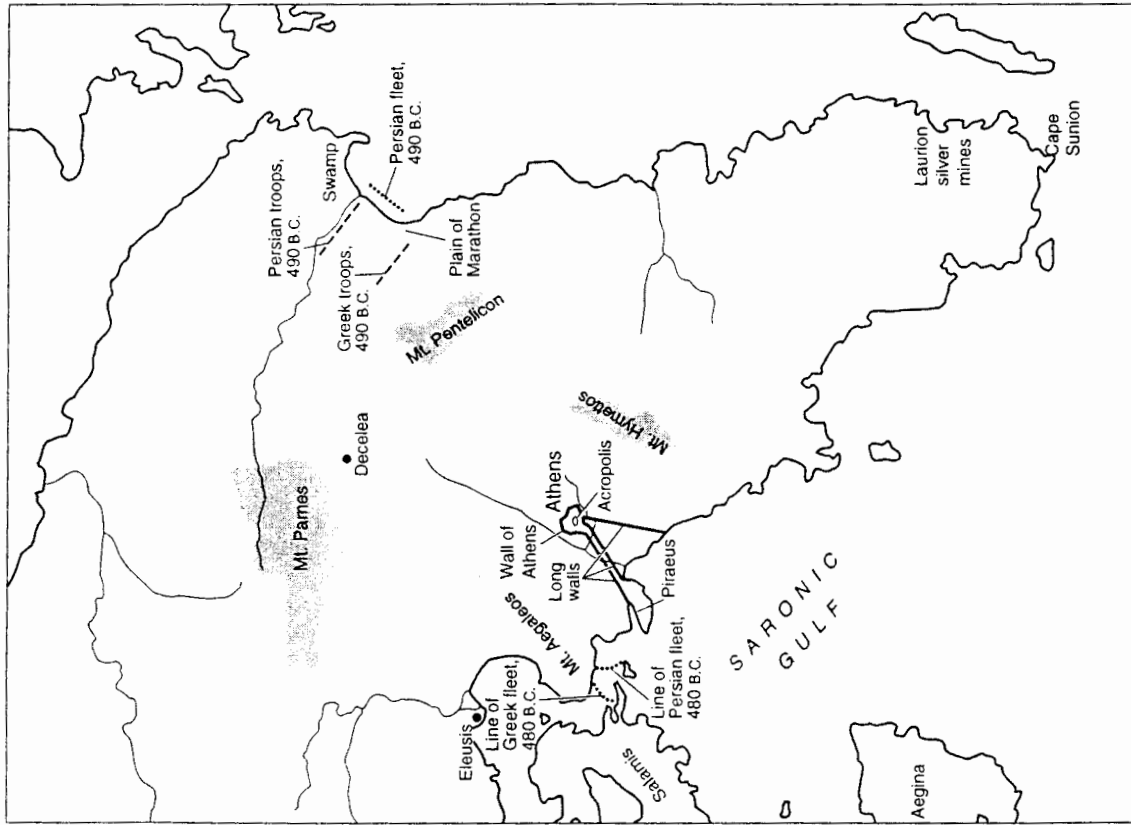 Swamp
Persian fleet,
490 B.C.
Persian troops,
490 B.C.
Greek troops,
490 B.C.
Plain of
Marathon
Mt. Pentelicon
Decelea
Mt. Parnes
Mt. Hymettos
Laurion
silver
mines
Cape
Sunion
Athens
Acropolis
Wall of
Athens
Long
walls
Piraeus
Mt. Aegaleos
Eleusis
Line of
Greek fleet,
480 B.C.
Line of
Persian fleet,
480 B.C.
Salamis
SARONIC
GULF
Aegina